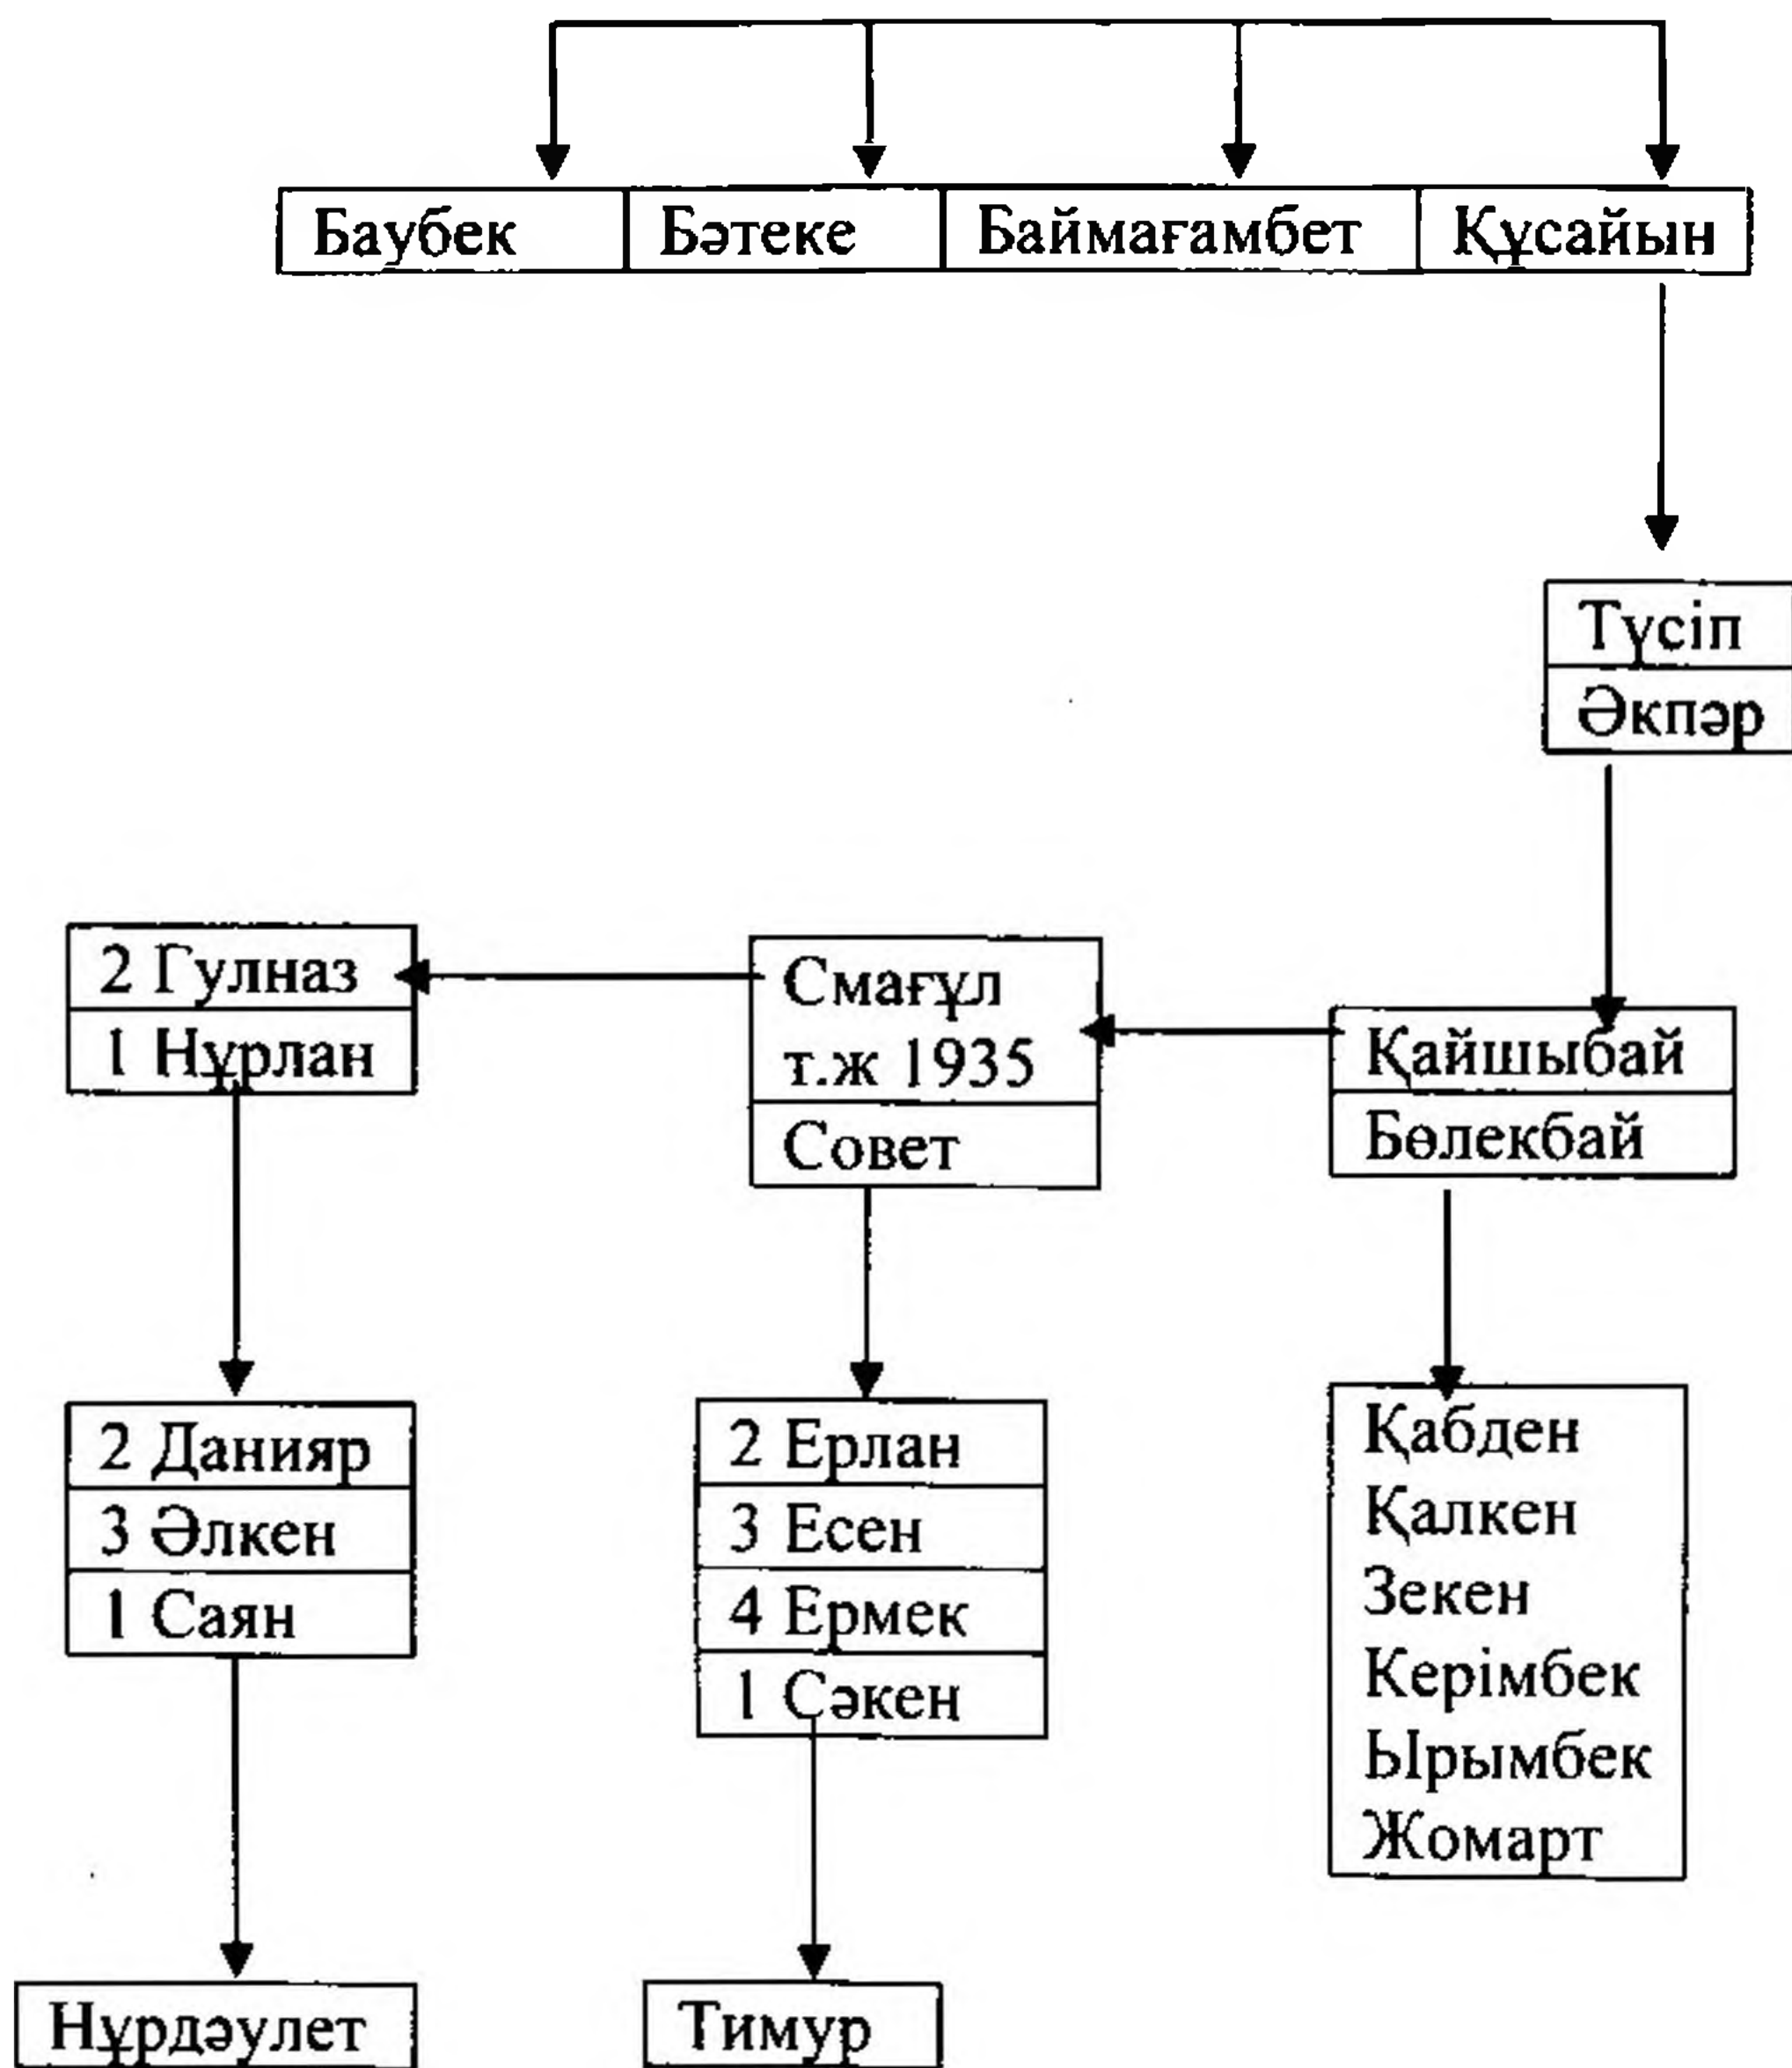 Баубек Бәтеке Баймағамбет Құсайын
Түсіп
Әкпәр
2 Гулназ
1 Нұрлан
Смағұл
т.ж 1935
Совет
Қайшыбай
Бөлекбай
2 Данияр
3 Әлкен
1 Саян
2 Ерлан
3 Есен
4 Ермек
1 Сәкен
Қабден
Қалкен
Зекен
Керімбек
Ырымбек
Жомарт
Нұрдәулет
Тимур